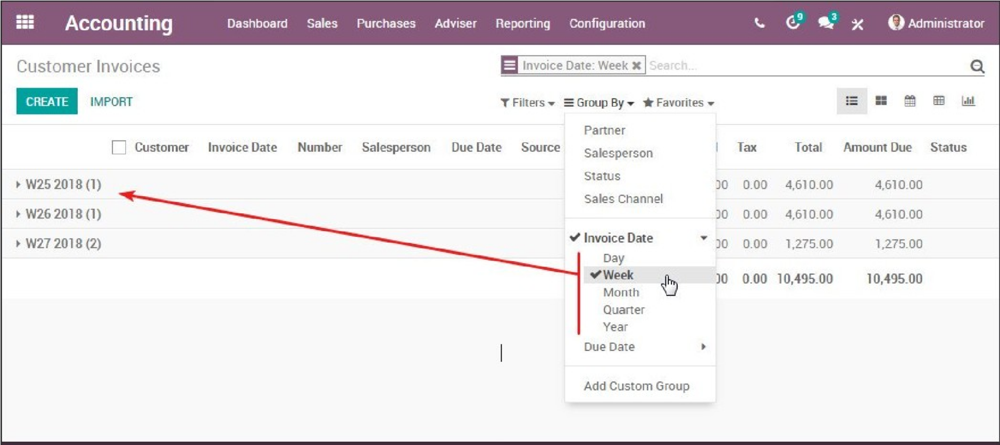 Accounting Dashboard Sales Purchases Adviser Reporting Configuration 9 3 Administrator
Customer Invoices
Invoice Date: Week Search...
CREATE IMPORT
Filters Group By Favorites
Customer Invoice Date Number Salesperson Due Date Source Tax Total Amount Due Status
W25 2018 (1) 00 0.00 4,610.00 4,610.00
W26 2018 (1) 00 0.00 4,610.00 4,610.00
W27 2018 (2) 00 0.00 1,275.00 1,275.00
00 0.00 10,495.00 10,495.00
Partner
Salesperson
Status
Sales Channel
Invoice Date
Day
Week
Month
Quarter
Year
Due Date
Add Custom Group